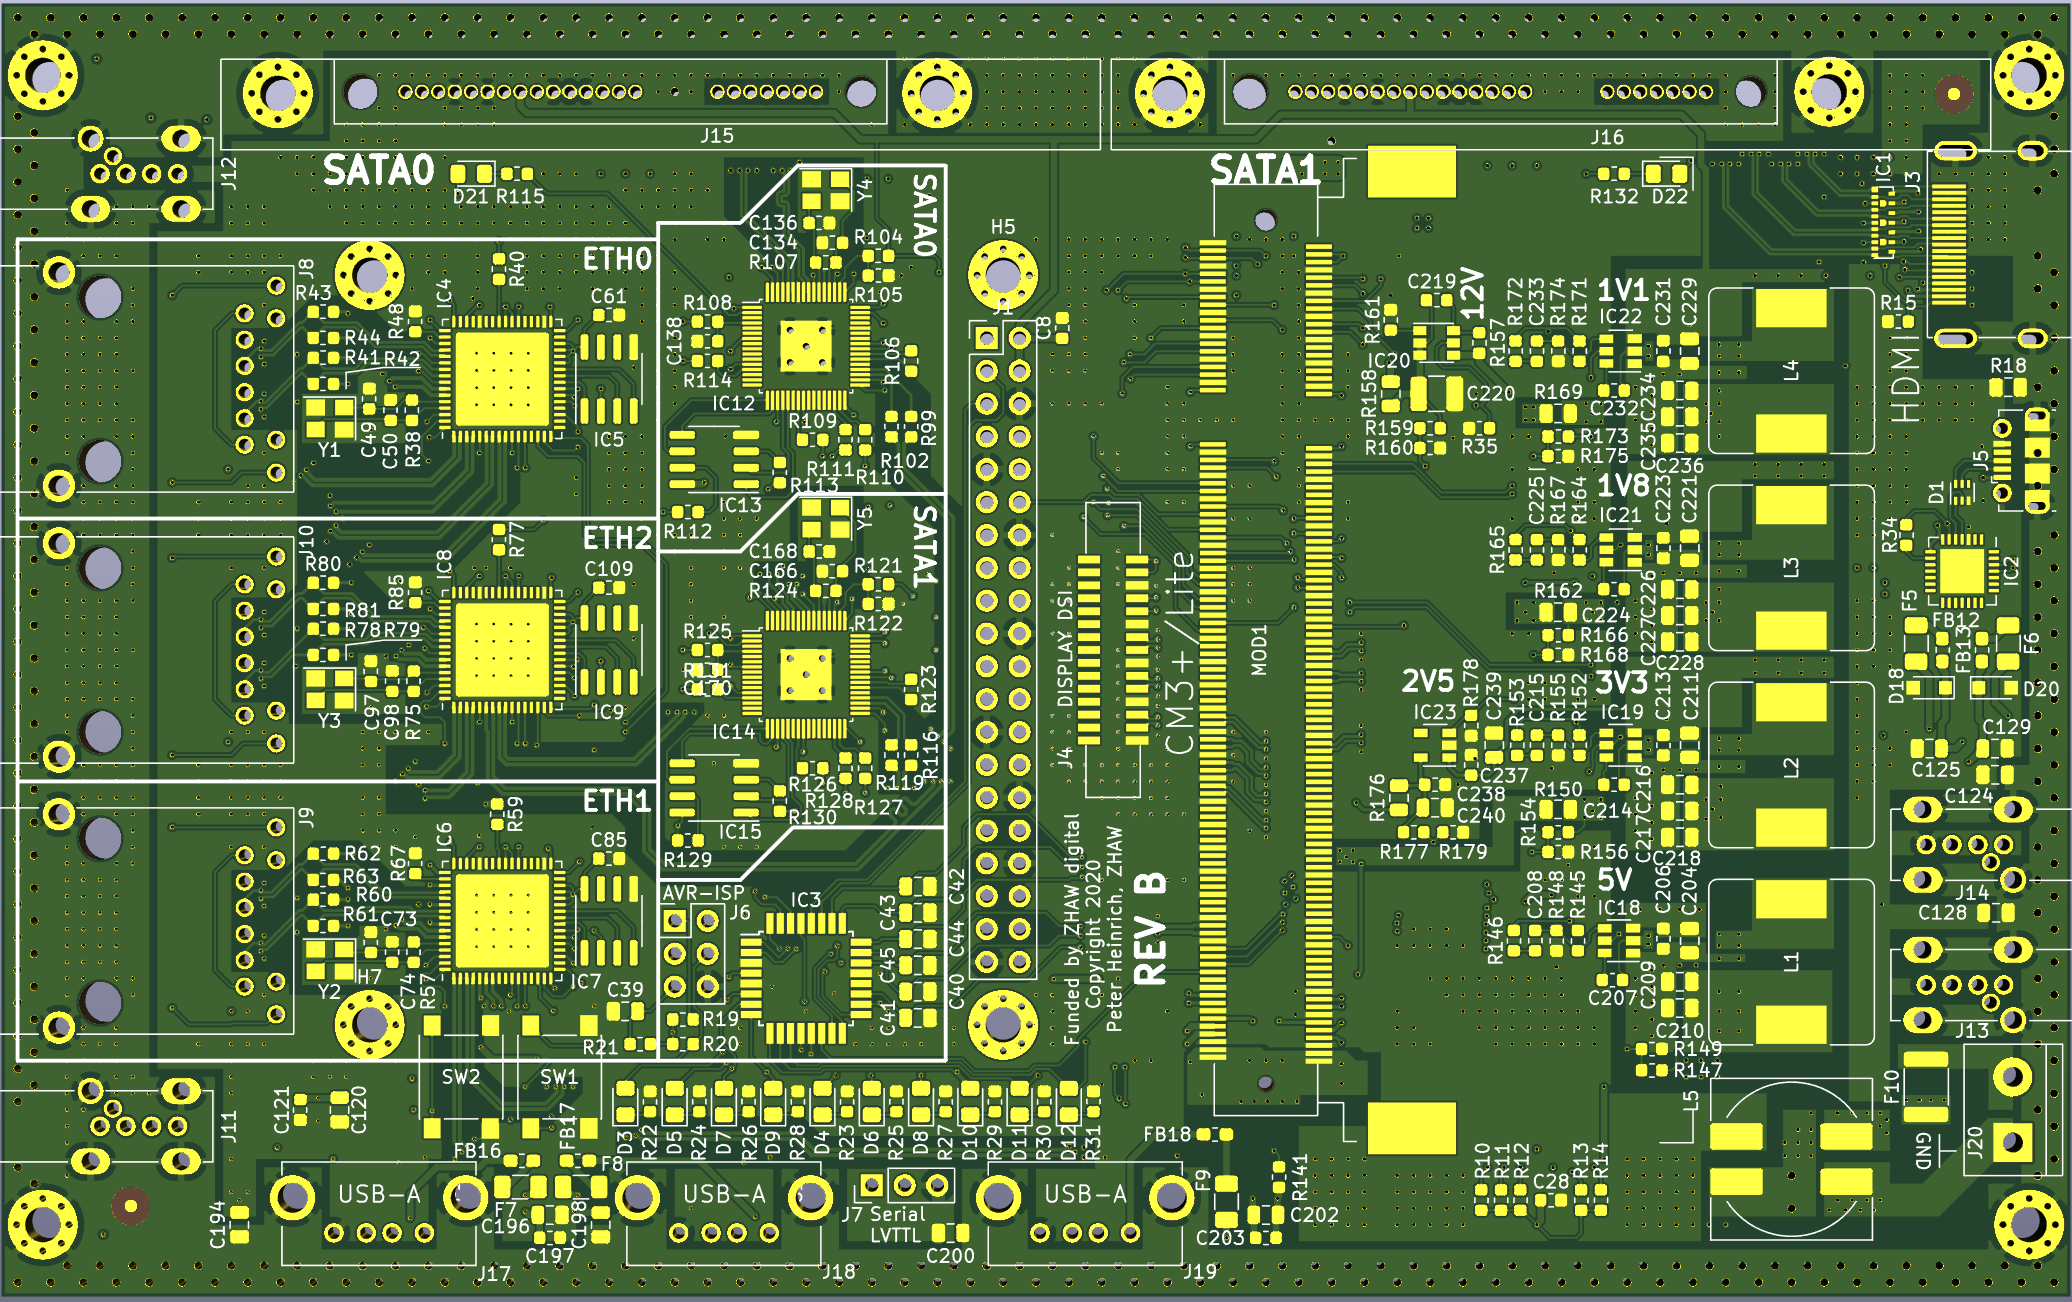 J15
J16
J12
SATA0
D21
R115
SATA1
R132
D22
IC1
J3
Y4
SATA0
C136
C134
R107
R104
R105
H5
J1
C8
ETH0
J8
R43
R44
R41
R42
R48
IC4
R40
C61
IC5
Y1
C49
C50
R38
R108
C138
R114
IC12
R106
R109
R99
R102
R111
R110
R113
IC13
R112
R161
C219
12V
IC20
R157
R158
C220
R159
R160
R35
R172
C233
R174
R171
1V1
IC22
C231
C229
R169
C232
C234
R173
R175
C235
C236
L4
R15
HDMI
R18
J5
D1
R34
IC2
ETH2
J10
R80
R81
R78
R79
R85
IC8
R77
C109
IC9
Y3
C97
C98
R75
Y5
SATA1
C168
C166
R124
R121
R122
R125
R131
C170
IC14
R123
R126
R128
R127
R119
R116
R130
IC15
R129
DISPLAY DSI
J4
CM3+/Lite
MOD1
C225
R167
R164
1V8
IC21
C223
C221
R165
R162
C224
C226
R166
R168
C227
C228
L3
F5
FB12
FB13
F6
D18
D20
2V5
IC23
R178
C239
C237
C238
C240
R176
R177
R179
R153
C215
R155
R152
3V3
IC19
C213
C211
R150
C214
C216
R154
R156
C217
C218
L2
C125
C129
C124
J14
C128
J13
ETH1
J9
R62
R63
R60
R61
R67
IC6
R59
C85
IC7
Y2
H7
C73
C74
R57
C39
AVR-ISP
J6
IC3
C42
C43
C44
C45
C40
C41
R19
R20
R21
Funded by ZHAW digital
Copyright 2020
Peter Heinrich, ZHAW
REV B
C208
R148
R145
5V
IC18
C206
C204
R146
C207
C209
C210
R149
R147
L1
L5
F10
GND
J20
J11
C121
C120
SW2
SW1
FB16
FB17
F8
F7
C196
C197
C198
C194
D3
R22
D5
R24
D7
R26
D9
R28
D4
R23
D6
R25
D8
R27
D10
R29
D11
R30
D12
R31
USB-A
J17
USB-A
J18
J7 Serial
LVTTL
C200
USB-A
J19
FB18
F9
R141
C202
C203
R10
R11
R12
C28
R13
R14